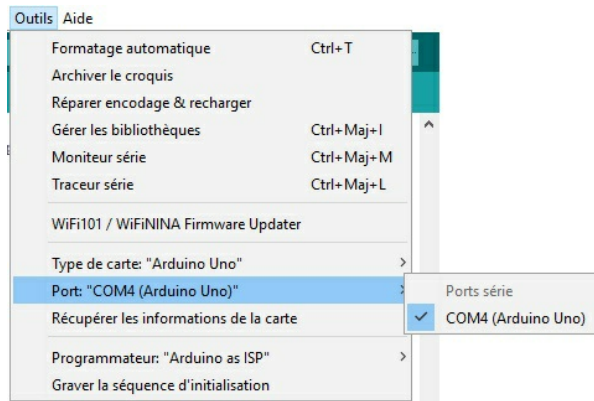 Outils Aide
Formatage automatique Ctrl+T
Archiver le croquis
Réparer encodage & recharger
Gérer les bibliothèques Ctrl+Maj+I
Moniteur série Ctrl+Maj+M
Traceur série Ctrl+Maj+L
WiFi101 / WiFiNINA Firmware Updater
Type de carte: "Arduino Uno"
Port: "COM4 (Arduino Uno)"
Ports série
Récupérer les informations de la carte
COM4 (Arduino Uno)
Programmateur: "Arduino as ISP"
Graver la séquence d'initialisation